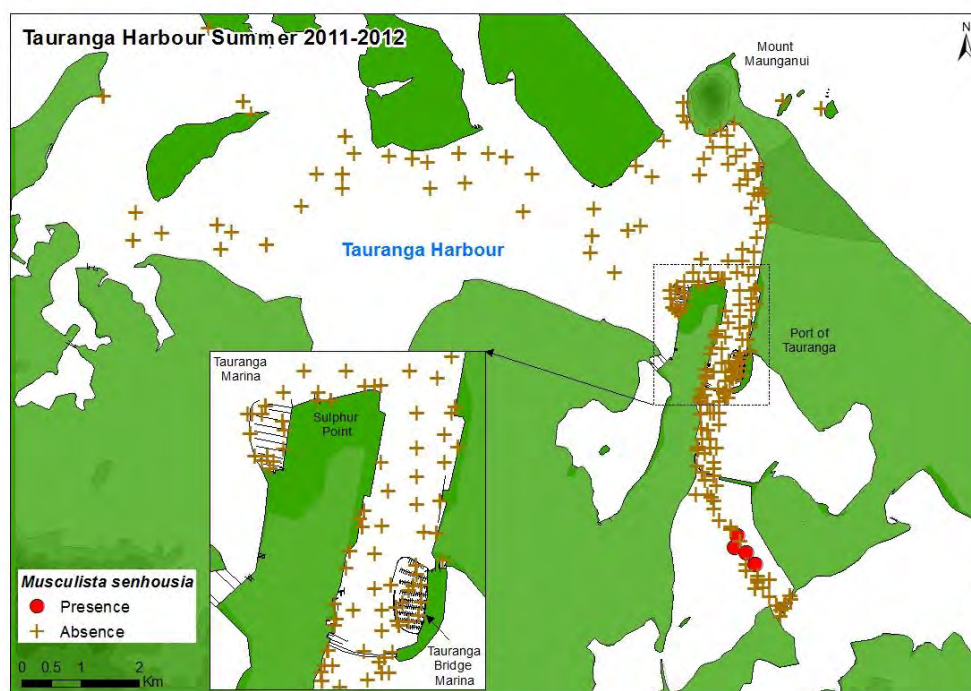 Tauranga Harbour Summer 2011-2012
N
Mount
Maunganui
Tauranga Harbour
Port of
Tauranga
Tauranga
Marina
Sulphur
Point
Tauranga
Bridge
Marina
Musculista senhousia
Presence
Absence
0 0.5 1 2
Km